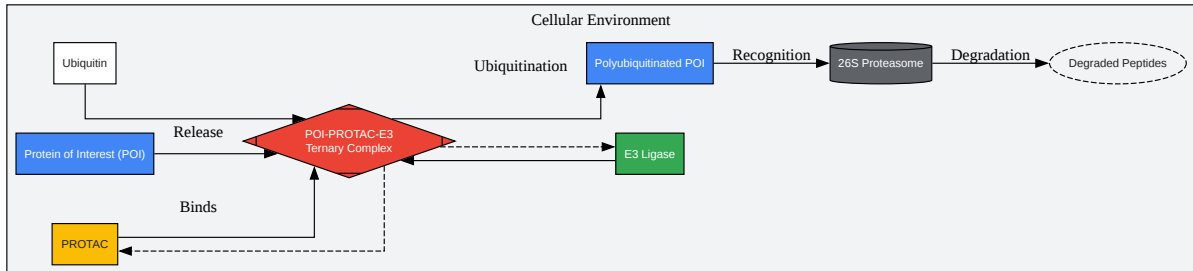 Cellular Environment
Ubiquitin
Ubiquitination
Polyubiquitinated POI
Recognition
26S Proteasome
Degradation
Degraded Peptides
Protein of Interest (POI)
Release
POI-PROTAC-E3
Ternary Complex
E3 Ligase
Binds
PROTAC